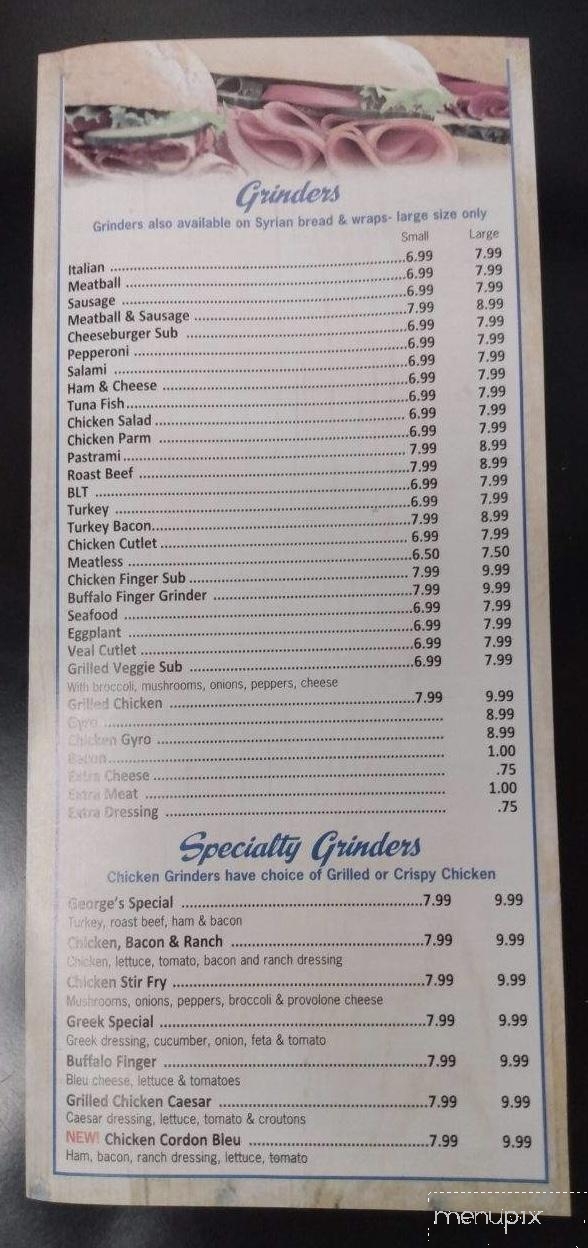 Grinders
Grinders also available on Syrian bread & wraps- large size only
Small Large
Italian 6.99 7.99
Meatball 6.99 7.99
Sausage 6.99 7.99
Meatball & Sausage 7.99 8.99
Cheeseburger Sub 6.99 7.99
Pepperoni 6.99 7.99
Salami 6.99 7.99
Ham & Cheese 6.99 7.99
Tuna Fish 6.99 7.99
Chicken Salad 6.99 7.99
Chicken Parm 6.99 7.99
Pastrami 7.99 8.99
Roast Beef 7.99 8.99
BLT 6.99 7.99
Turkey 6.99 7.99
Turkey Bacon 7.99 8.99
Chicken Cutlet 6.99 7.99
Meatless 6.50 7.50
Chicken Finger Sub 7.99 9.99
Buffalo Finger Grinder 7.99 9.99
Seafood 6.99 7.99
Eggplant 6.99 7.99
Veal Cutlet 6.99 7.99
Grilled Veggie Sub 6.99 7.99
With broccoli, mushrooms, onions, peppers, cheese
Grilled Chicken 7.99 9.99
Gyro 8.99
Chicken Gyro 8.99
Bacon 1.00
Extra Cheese .75
Extra Meat 1.00
Extra Dressing .75
Specialty Grinders
Chicken Grinders have choice of Grilled or Crispy Chicken
George's Special 7.99 9.99
Turkey, roast beef, ham & bacon
Chicken, Bacon & Ranch 7.99 9.99
Chicken, lettuce, tomato, bacon and ranch dressing
Chicken Stir Fry 7.99 9.99
Mushrooms, onions, peppers, broccoli & provolone cheese
Greek Special 7.99 9.99
Greek dressing, cucumber, onion, feta & tomato
Buffalo Finger 7.99 9.99
Bleu cheese, lettuce & tomatoes
Grilled Chicken Caesar 7.99 9.99
Caesar dressing, lettuce, tomato & croutons
NEW! Chicken Cordon Bleu 7.99 9.99
Ham, bacon, ranch dressing, lettuce, tomato
menupix